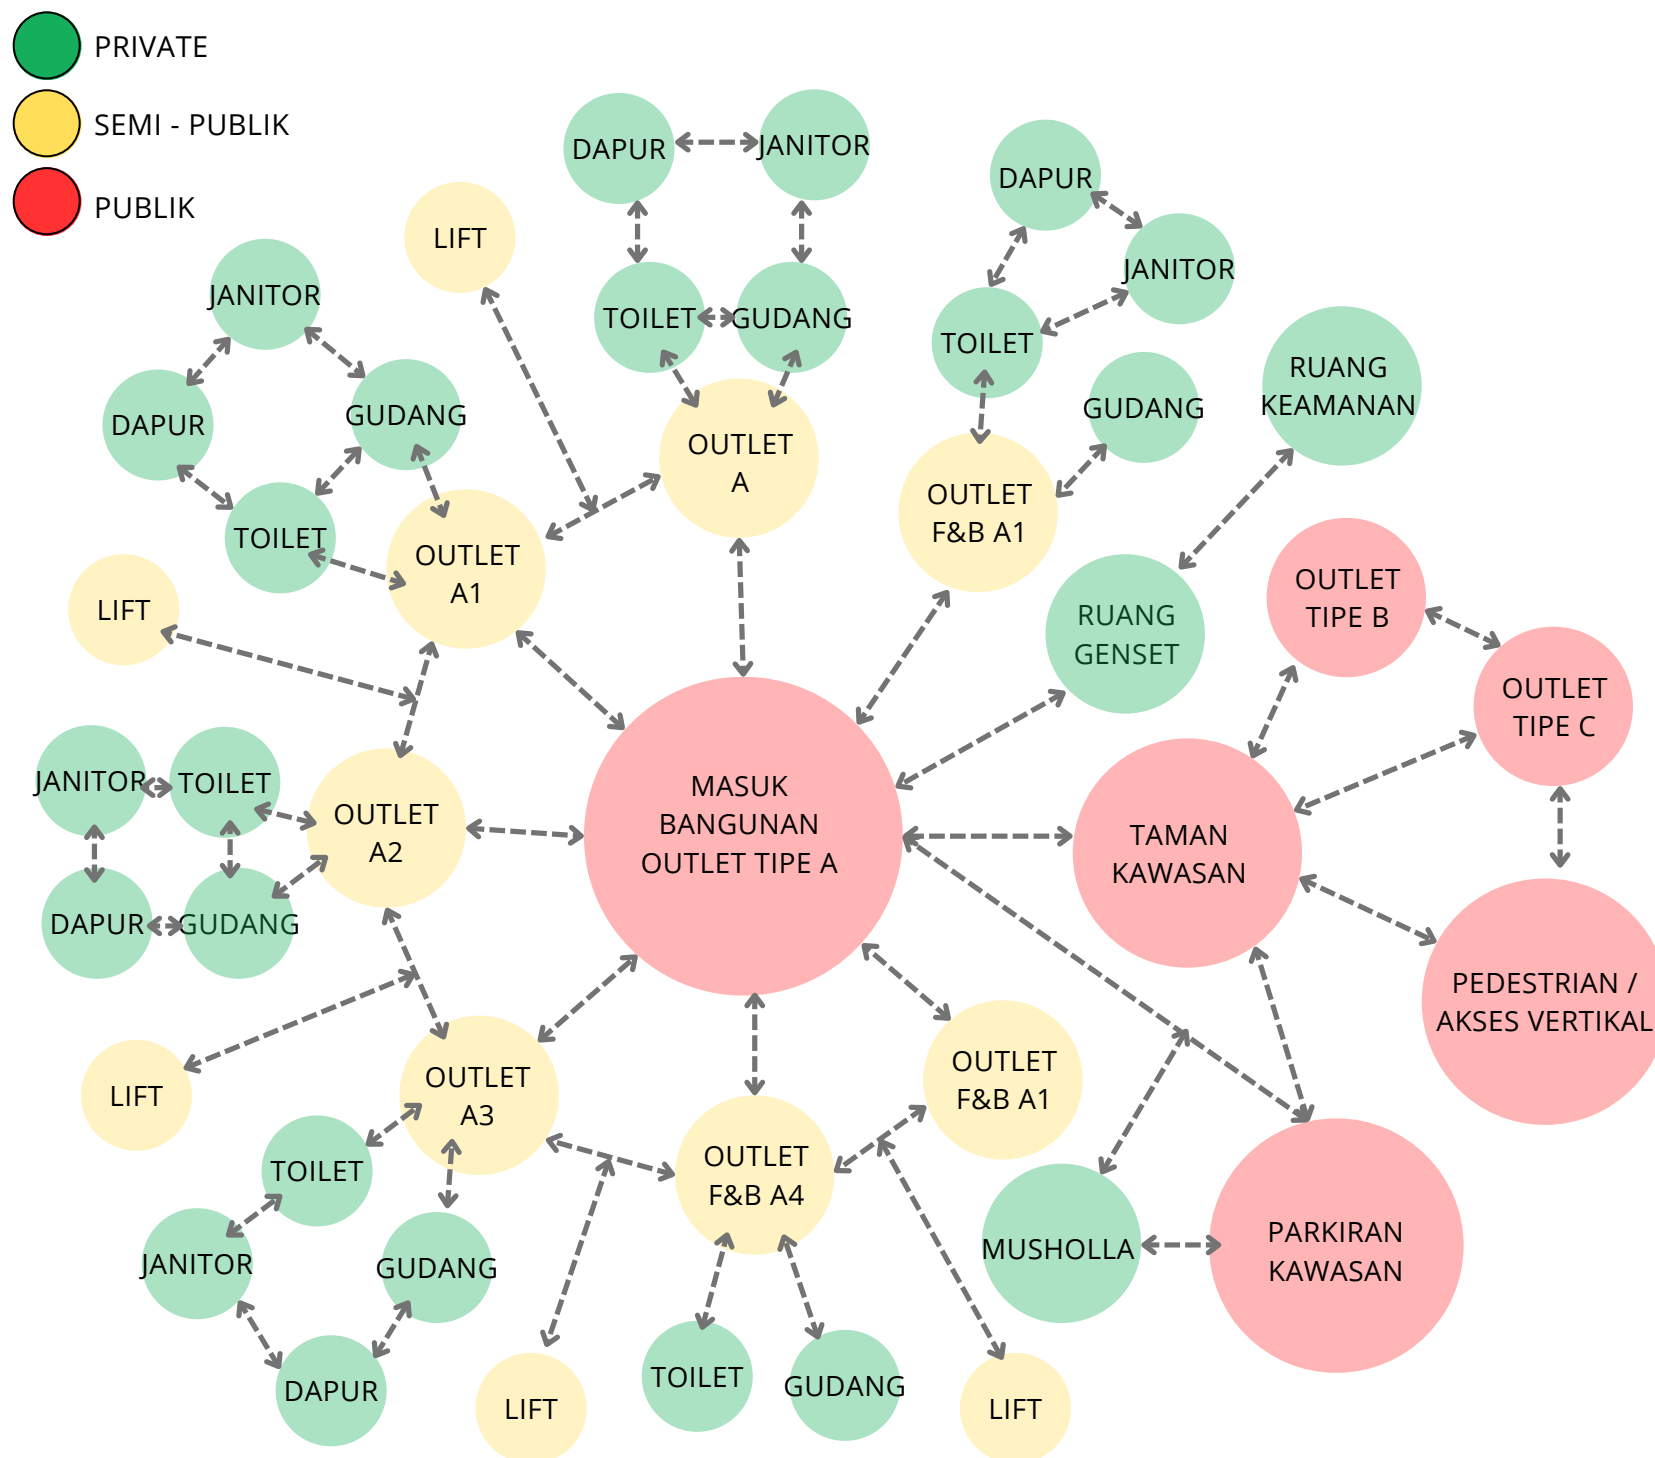 PRIVATE
SEMI - PUBLIK
PUBLIK
DAPUR
JANITOR
TOILET
GUDANG
OUTLET
A
LIFT
DAPUR
JANITOR
TOILET
GUDANG
OUTLET
F&B A1
RUANG
KEAMANAN
RUANG
GENSET
JANITOR
DAPUR
GUDANG
TOILET
OUTLET
A1
LIFT
OUTLET
TIPE B
OUTLET
TIPE C
JANITOR
TOILET
DAPUR
GUDANG
OUTLET
A2
MASUK
BANGUNAN
OUTLET TIPE A
TAMAN
KAWASAN
PEDESTRIAN /
AKSES VERTIKAL
LIFT
OUTLET
A3
TOILET
JANITOR
GUDANG
DAPUR
OUTLET
F&B A4
OUTLET
F&B A1
MUSHOLLA
PARKIRAN
KAWASAN
LIFT
TOILET
GUDANG
LIFT